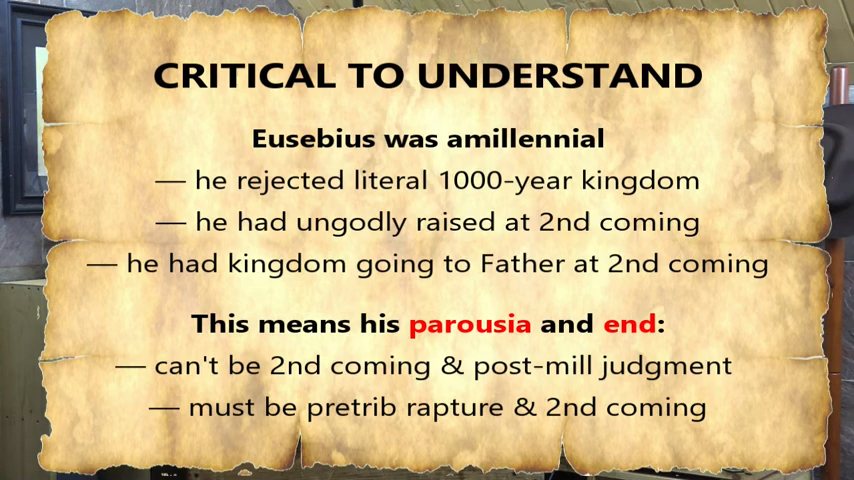 CRITICAL TO UNDERSTAND
Eusebius was amillennial
— he rejected literal 1000-year kingdom
— he had ungodly raised at 2nd coming
— he had kingdom going to Father at 2nd coming
This means his parousia and end:
— can't be 2nd coming & post-mill judgment
— must be pretrib rapture & 2nd coming